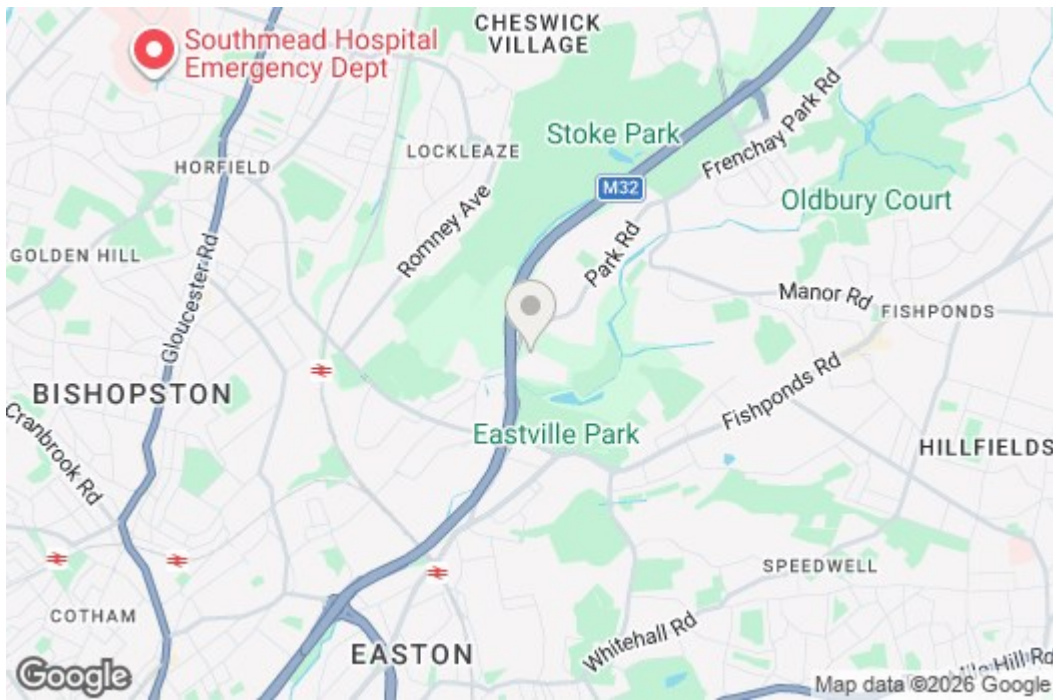 CHESWICK
VILLAGE
Southmead Hospital
Emergency Dept
Stoke Park
Frenchay Park Rd
LOCKLEAZE
HORFIELD
M32
Oldbury Court
Romney Ave
GOLDEN HILL
Gloucester Rd
Park Rd
Manor Rd
FISHPONDS
BISHOPSTON
Fishponds Rd
Cranbrook Rd
Eastville Park
HILLFIELDS
SPEEDWELL
COTHAM
Whitehall Rd
EASTON
Hill Rd
Google
Map data ©2026 Google